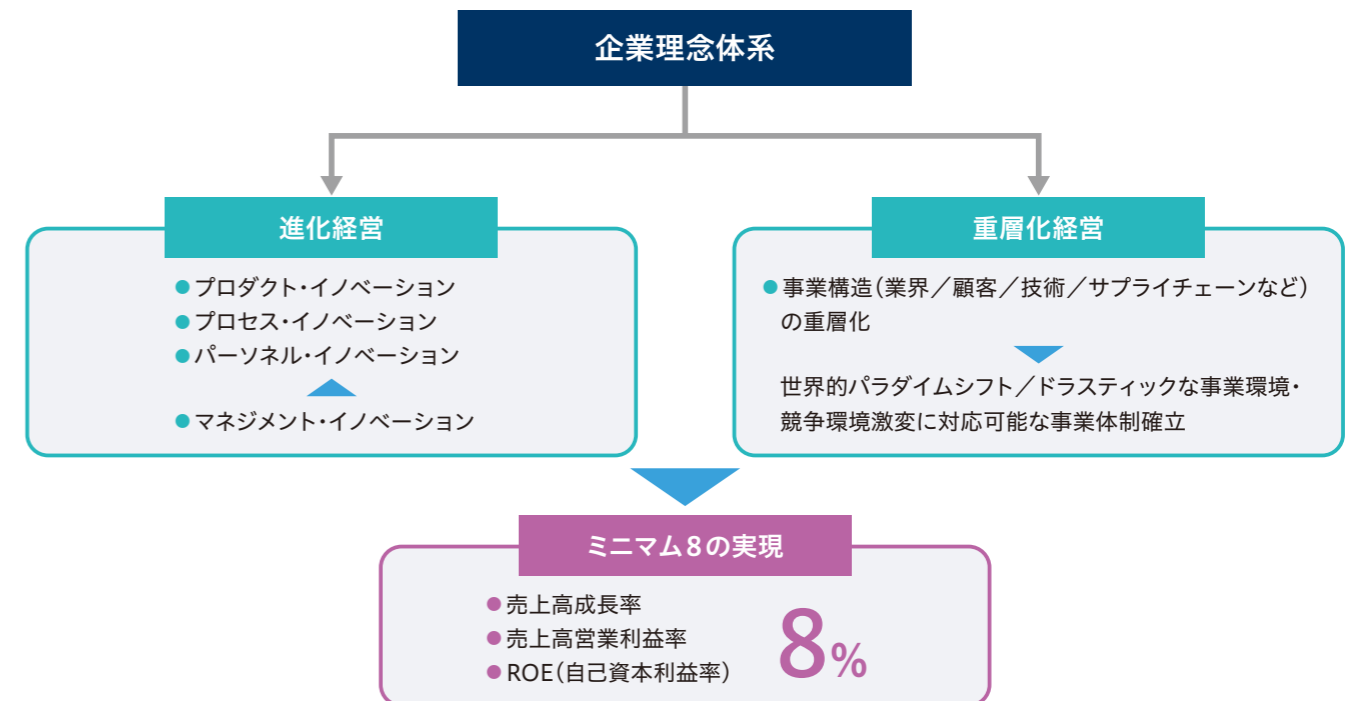 企業理念体系
進化経営
●プロダクト・イノベーション
●プロセス・イノベーション
●パーソネル・イノベーション
●マネジメント・イノベーション
重層化経営
●事業構造（業界／顧客／技術／サプライチェーンなど）
の重層化
世界的パラダイムシフト／ドラスティックな事業環境・
競争環境激変に対応可能な事業体制確立
ミニマム8の実現
●売上高成長率
●売上高営業利益率
●ROE（自己資本利益率）
8%